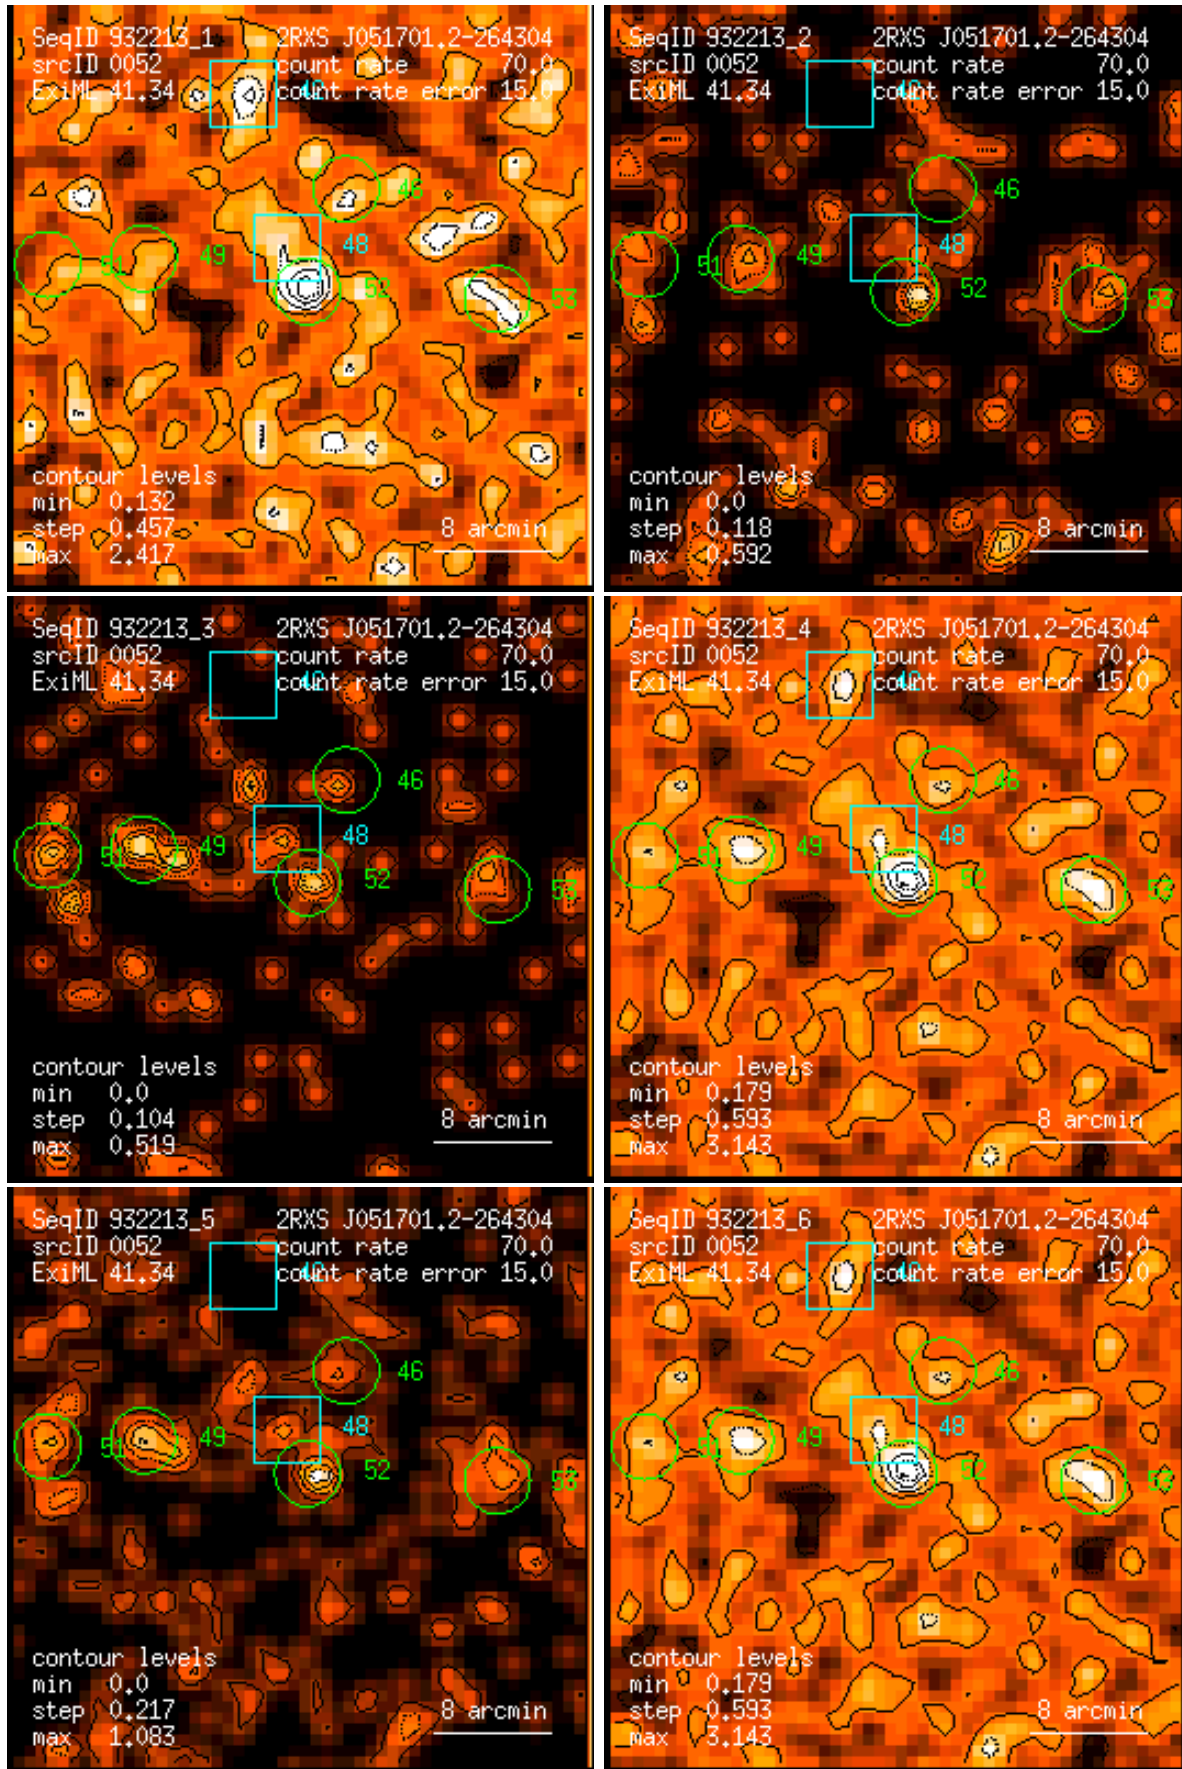 SeqID 932213_1 2RXS J051701.2-264304
srcID 0052 count rate 70.0
ExiML 41.34 count rate error 15.0
46
51 49 48
52 53
contour levels
min 0.132
step 0.457 8 arcmin
max 2.417
SeqID 932213_2 2RXS J051701.2-264304
srcID 0052 count rate 70.0
ExiML 41.34 count rate error 15.0
46
51 49 48
52 53
contour levels
min 0.0
step 0.118 8 arcmin
max 0.592
SeqID 932213_3 2RXS J051701.2-264304
srcID 0052 count rate 70.0
ExiML 41.34 count rate error 15.0
46
51 49 48
52 53
contour levels
min 0.0
step 0.104 8 arcmin
max 0.519
SeqID 932213_4 2RXS J051701.2-264304
srcID 0052 count rate 70.0
ExiML 41.34 count rate error 15.0
46
51 49 48
52 53
contour levels
min 0.179
step 0.593 8 arcmin
max 3.143
SeqID 932213_5 2RXS J051701.2-264304
srcID 0052 count rate 70.0
ExiML 41.34 count rate error 15.0
46
51 49 48
52 53
contour levels
min 0.0
step 0.217 8 arcmin
max 1.083
SeqID 932213_6 2RXS J051701.2-264304
srcID 0052 count rate 70.0
ExiML 41.34 count rate error 15.0
46
51 49 48
52 53
contour levels
min 0.179
step 0.593 8 arcmin
max 3.143